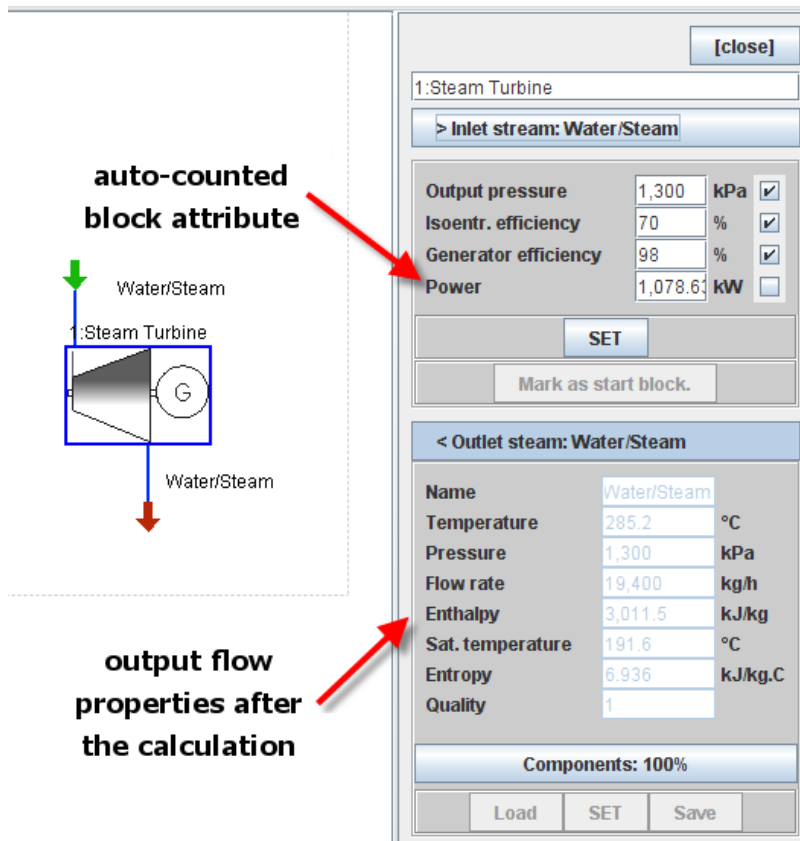 auto-counted
block attribute
Water/Steam
1:Steam Turbine
G
Water/Steam
output flow
properties after
the calculation
[close]
1:Steam Turbine
> Inlet stream: Water/Steam
Output pressure 1,300 kPa
Isoentr. efficiency 70 %
Generator efficiency 98 %
Power 1,078.63 kW
SET
Mark as start block.
< Outlet steam: Water/Steam
Name Water/Steam
Temperature 285.2 °C
Pressure 1,300 kPa
Flow rate 19,400 kg/h
Enthalpy 3,011.5 kJ/kg
Sat. temperature 191.6 °C
Entropy 6.936 kJ/kg.C
Quality 1
Components: 100%
Load SET Save